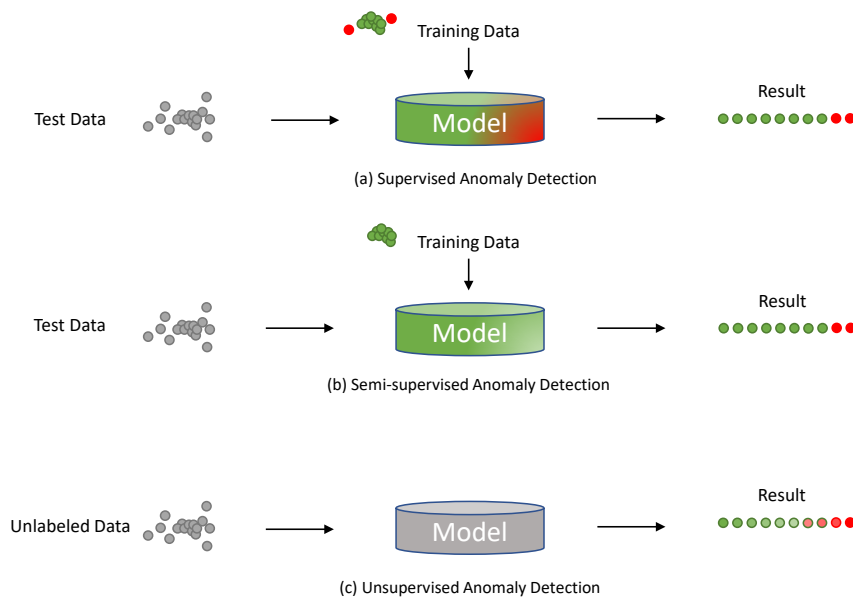 Training Data
Test Data
Model
Result
(a) Supervised Anomaly Detection
Training Data
Test Data
Model
Result
(b) Semi-supervised Anomaly Detection
Unlabeled Data
Model
Result
(c) Unsupervised Anomaly Detection